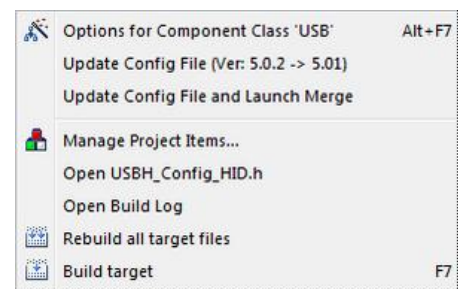 Options for Component Class 'USB' Alt+F7
Update Config File (Ver: 5.0.2 -> 5.01)
Update Config File and Launch Merge
Manage Project Items...
Open USBH_Config_HID.h
Open Build Log
Rebuild all target files
Build target F7